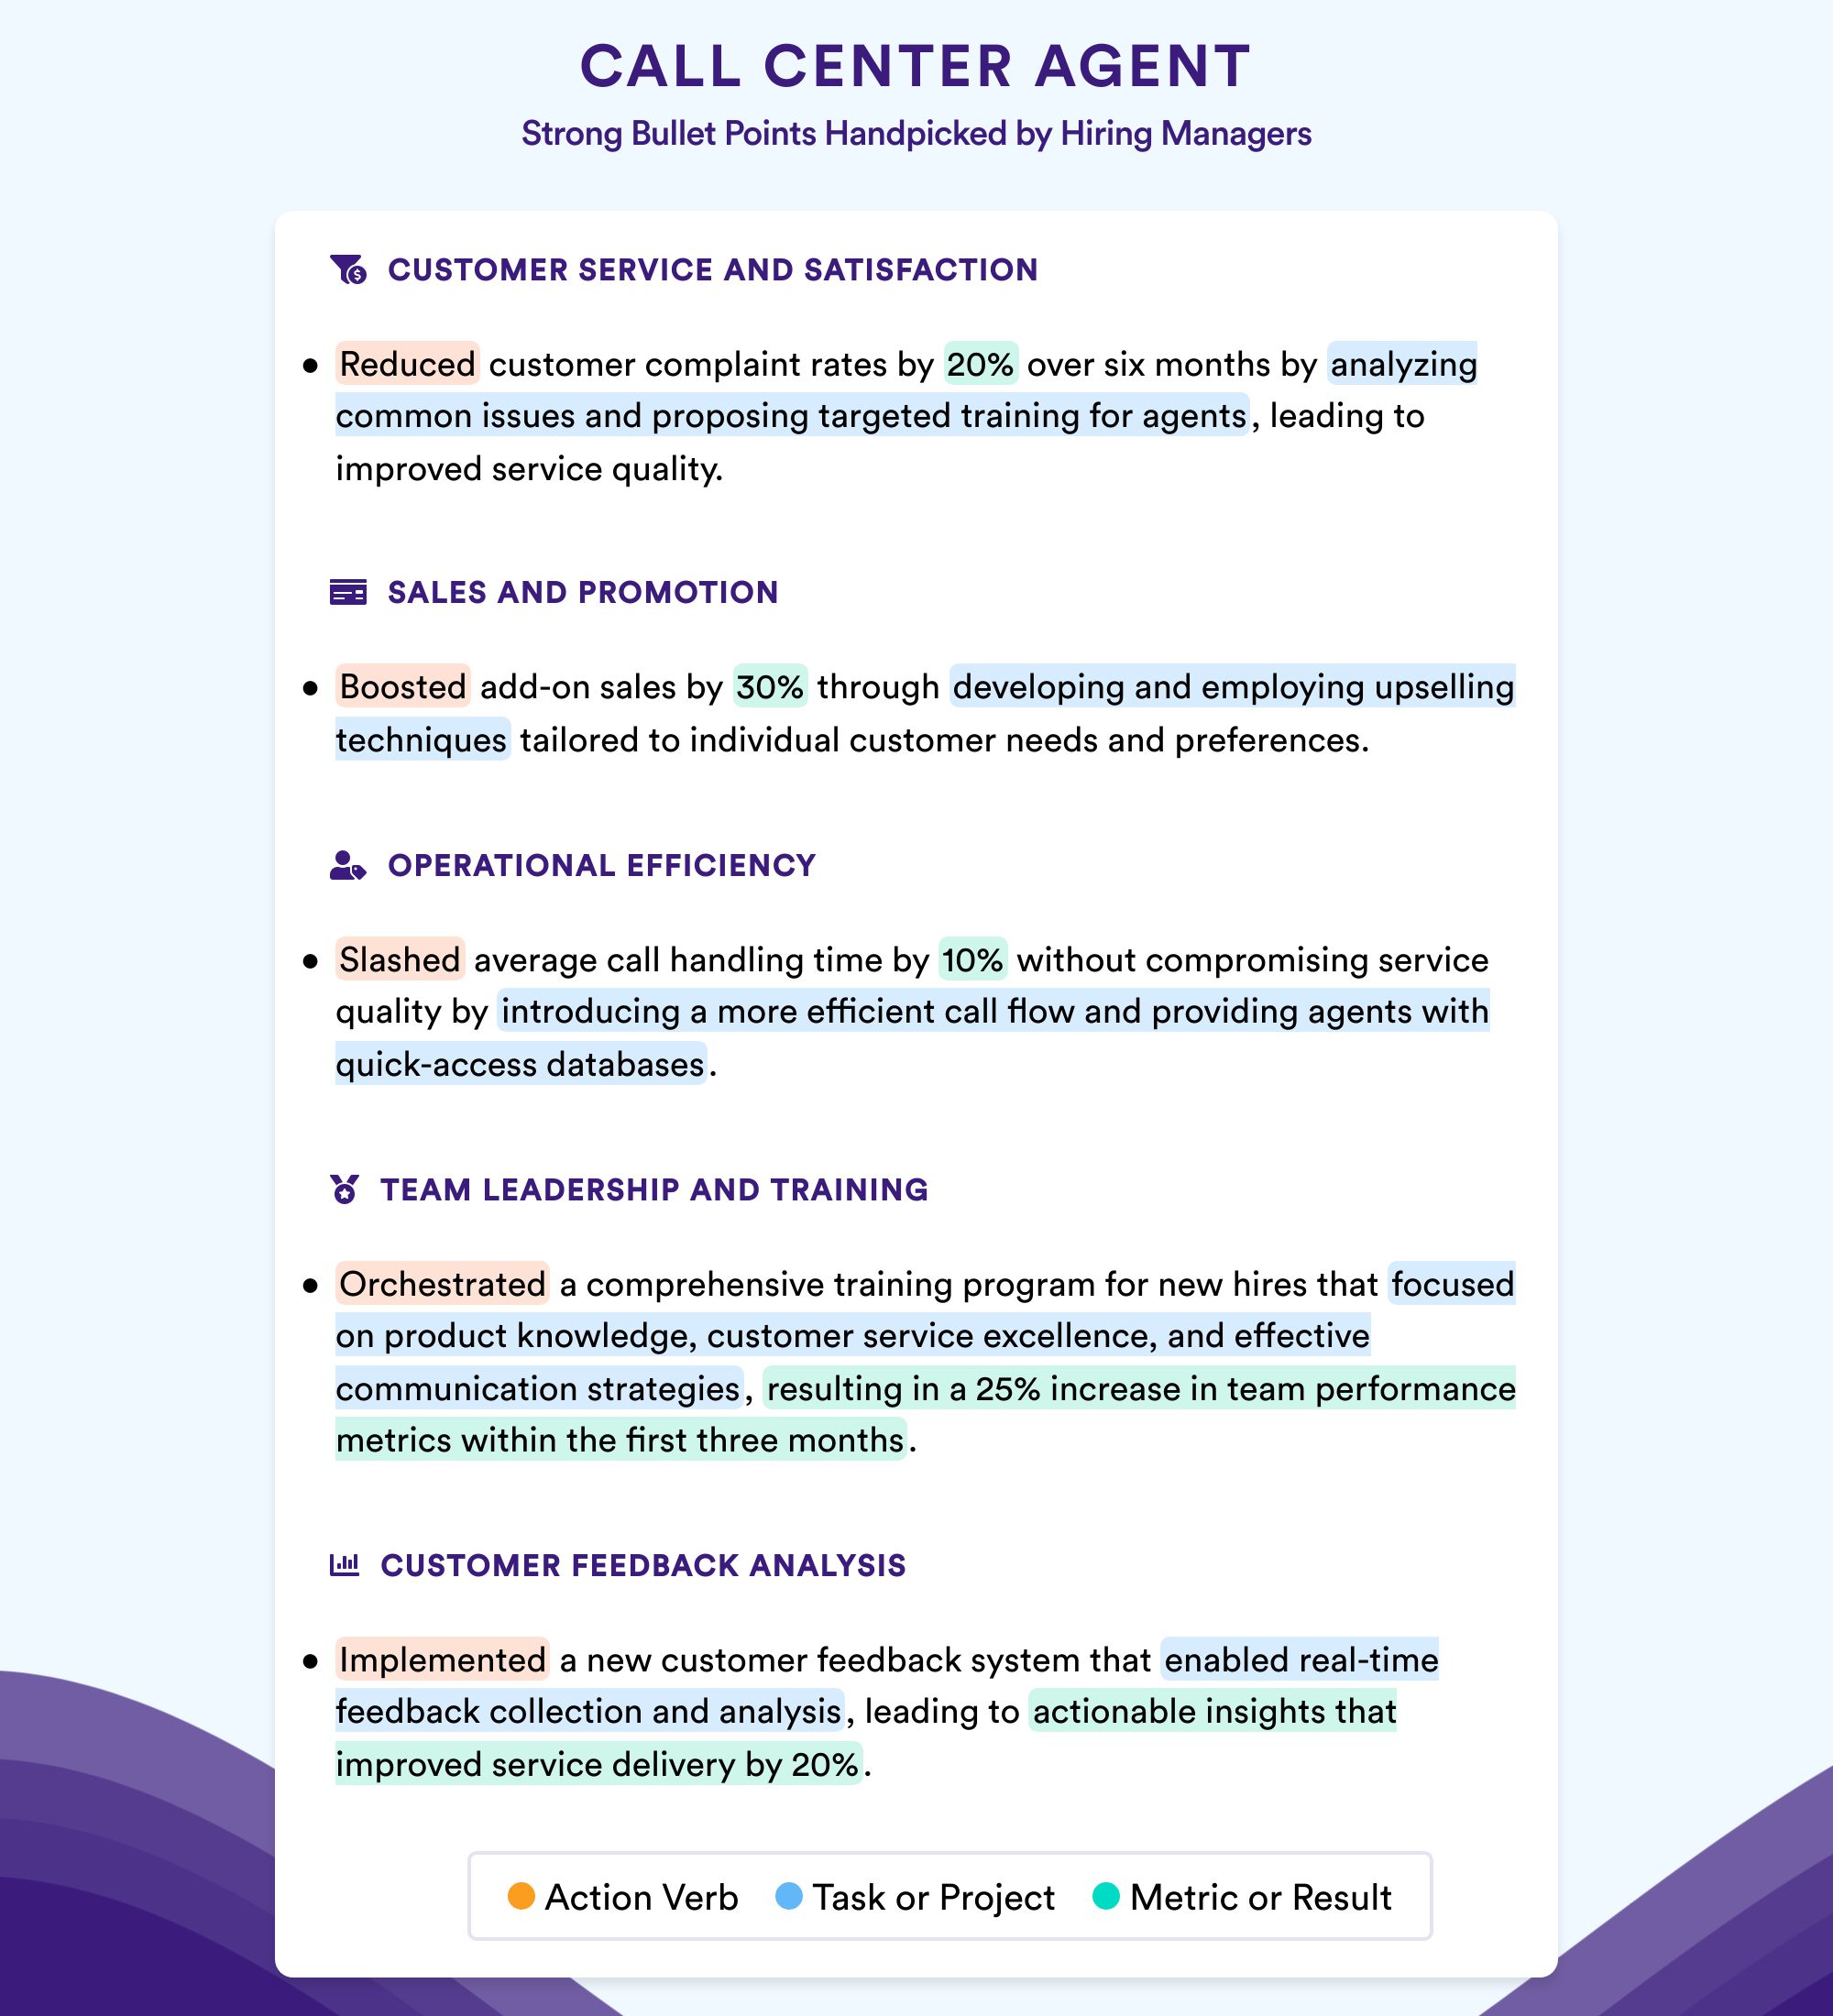 CALL CENTER AGENT
Strong Bullet Points Handpicked by Hiring Managers
CUSTOMER SERVICE AND SATISFACTION
● Reduced customer complaint rates by 20% over six months by analyzing
common issues and proposing targeted training for agents, leading to
improved service quality.
SALES AND PROMOTION
● Boosted add-on sales by 30% through developing and employing upselling
techniques tailored to individual customer needs and preferences.
OPERATIONAL EFFICIENCY
● Slashed average call handling time by 10% without compromising service
quality by introducing a more efficient call flow and providing agents with
quick-access databases.
TEAM LEADERSHIP AND TRAINING
● Orchestrated a comprehensive training program for new hires that focused
on product knowledge, customer service excellence, and effective
communication strategies, resulting in a 25% increase in team performance
metrics within the first three months.
CUSTOMER FEEDBACK ANALYSIS
● Implemented a new customer feedback system that enabled real-time
feedback collection and analysis, leading to actionable insights that
improved service delivery by 20%.
Action Verb Task or Project Metric or Result